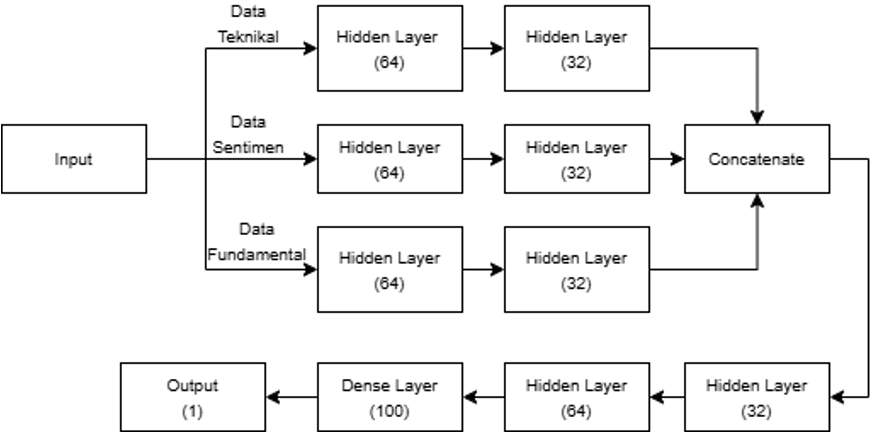 Data
Teknikal
Hidden Layer
(64)
Hidden Layer
(32)
Input
Data
Sentimen
Hidden Layer
(64)
Hidden Layer
(32)
Concatenate
Data
Fundamental
Hidden Layer
(64)
Hidden Layer
(32)
Output
(1)
Dense Layer
(100)
Hidden Layer
(64)
Hidden Layer
(32)